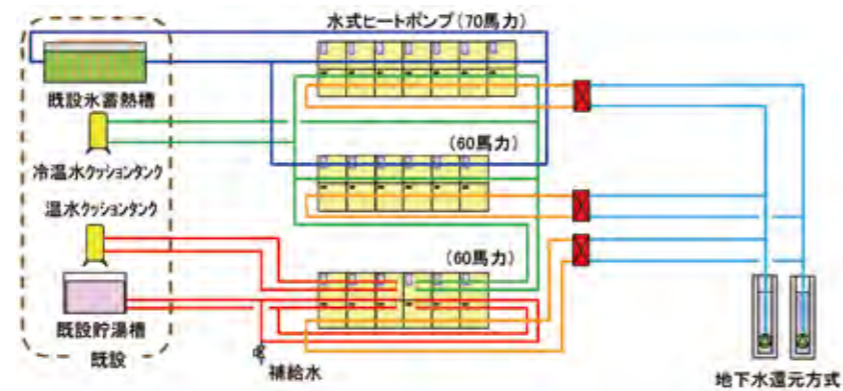 水式ヒートポンプ(70馬力)
既設氷蓄熱槽
(60馬力)
冷温水クッションタンク
温水クッションタンク
(60馬力)
既設貯湯槽
既設
補給水
地下水還元方式